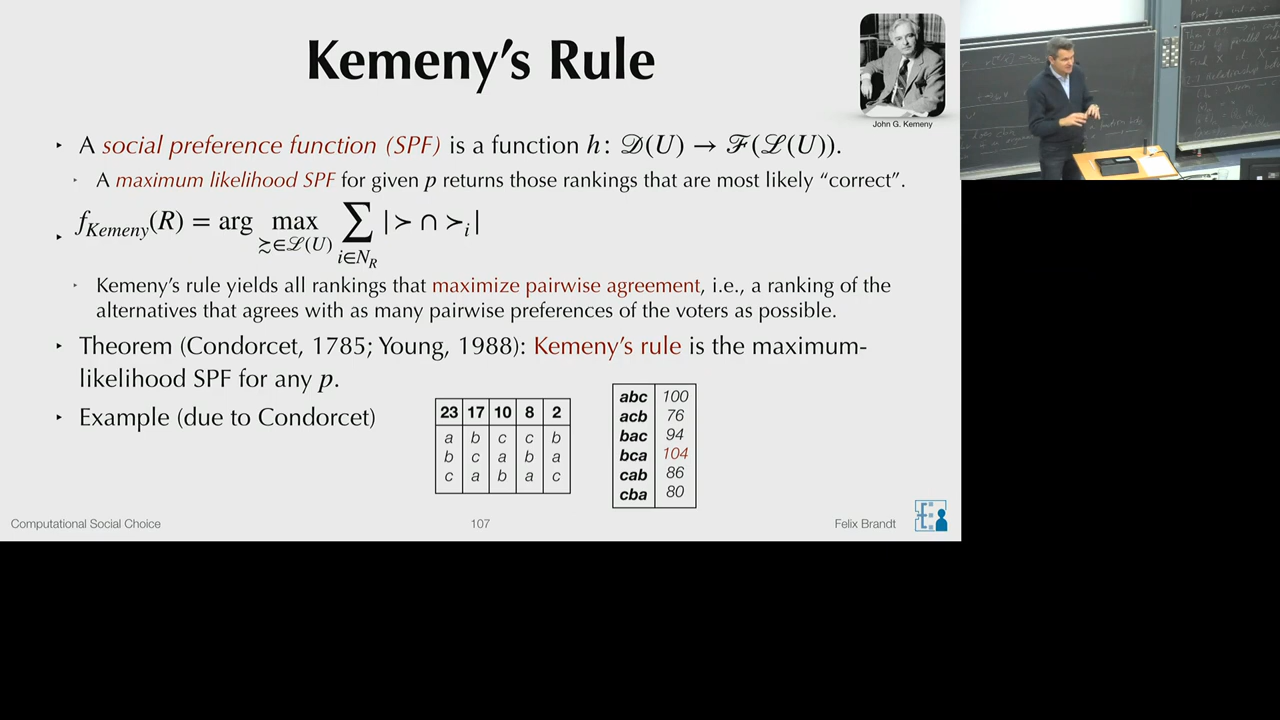 Kemeny's Rule
John G. Kemeny
‣ A social preference function (SPF) is a function h: 𝒟(U) → ℱ(ℒ(U)).
‣ A maximum likelihood SPF for given p returns those rankings that are most likely “correct”.
‣ f_Kemeny(R) = arg max_{≿∈ℒ(U)} ∑_{i∈N_R} |≻ ∩ ≻_i|
‣ Kemeny's rule yields all rankings that maximize pairwise agreement, i.e., a ranking of the
alternatives that agrees with as many pairwise preferences of the voters as possible.
‣ Theorem (Condorcet, 1785; Young, 1988): Kemeny's rule is the maximum-
likelihood SPF for any p.
‣ Example (due to Condorcet)
23 17 10 8 2
a b c c b
b c a b a
c a b a c
abc 100
acb 76
bac 94
bca 104
cab 86
cba 80
Computational Social Choice
107
Felix Brandt